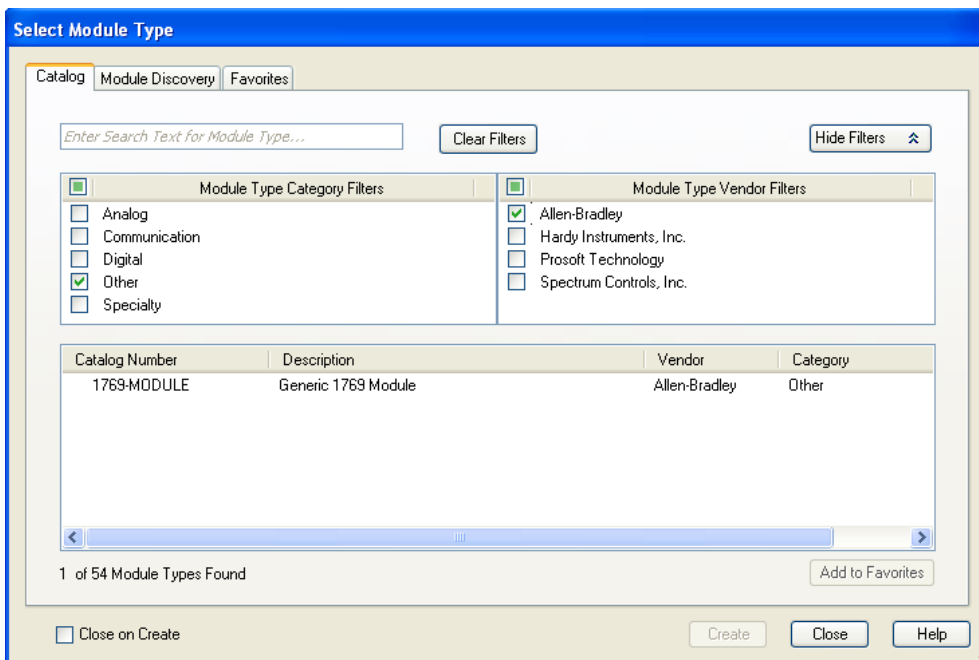 Select Module Type
Catalog Module Discovery Favorites
Enter Search Text for Module Type... Clear Filters Hide Filters
Module Type Category Filters Module Type Vendor Filters
Analog Allen-Bradley
Communication Hardy Instruments, Inc.
Digital Prosoft Technology
Other Spectrum Controls, Inc.
Specialty
Catalog Number Description Vendor Category
1769-MODULE Generic 1769 Module Allen-Bradley Other
1 of 54 Module Types Found Add to Favorites
Close on Create Create Close Help